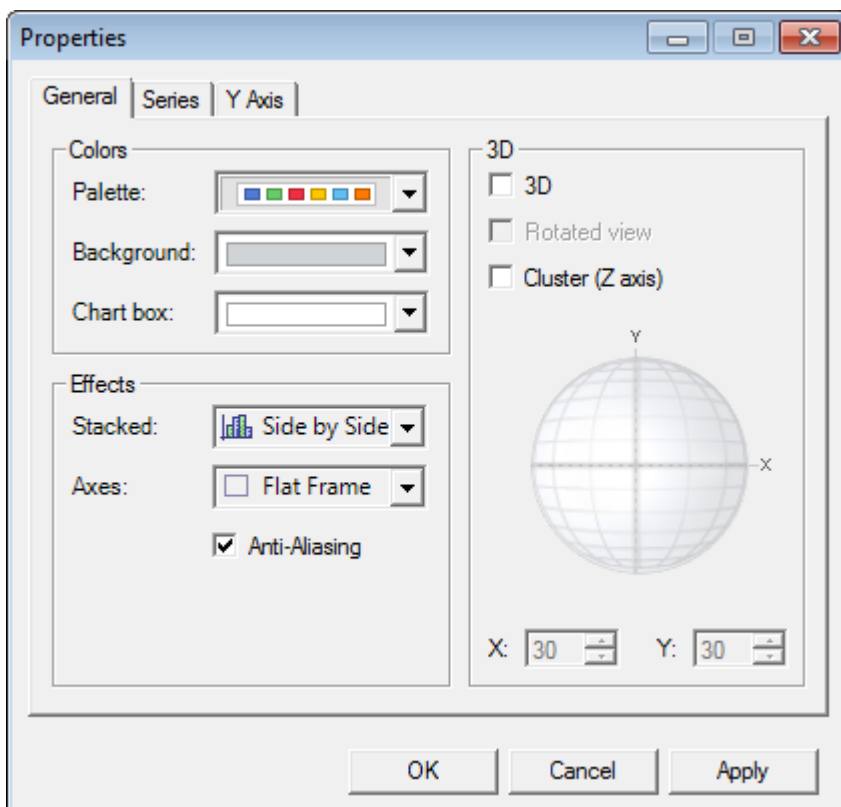 Properties
General
Series
Y Axis
Colors
Palette:
Background:
Chart box:
Effects
Stacked:
Side by Side
Axes:
Flat Frame
Anti-Aliasing
3D
3D
Rotated view
Cluster (Z axis)
Y
X
X: 30 Y: 30
OK Cancel Apply